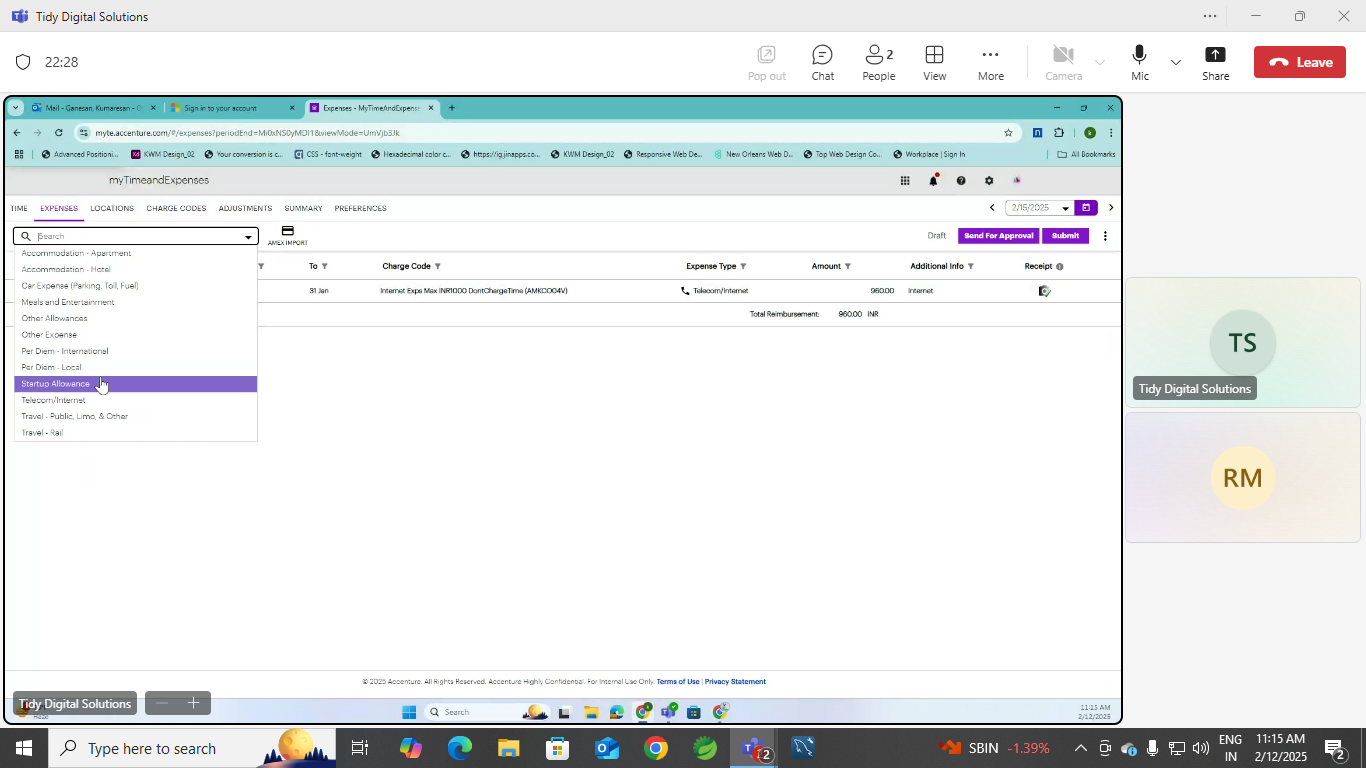 Tidy Digital Solutions
22:28
Pop out
Chat
2
People
View
More
Camera
Mic
Share
Leave
Mail - Ganesan, Kumaresan - O
Sign in to your account
Expenses - MyTimeAndExpense
myte.accenture.com/#/expenses?periodEnd=Mi0xNS0yMDI1&viewMode=UmVjb3Jk
Advanced Positioni...
KWM Design_02
Your conversion is c...
CSS - font-weight
Hexadecimal color c...
https://ig.jinapps.co...
KWM Design_02
Responsive Web De...
New Orleans Web D...
Top Web Design Co...
Workplace | Sign In
All Bookmarks
myTimeandExpenses
TIME
EXPENSES
LOCATIONS
CHARGE CODES
ADJUSTMENTS
SUMMARY
PREFERENCES
2/15/2025
Search
AMEX IMPORT
Draft
Send For Approval
Submit
To
Charge Code
Expense Type
Amount
Additional Info
Receipt
31 Jan
Internet Exps Max INR1000 DontChargeTime (AMKCO04V)
Telecom/Internet
960.00
Internet
Total Reimbursement:
960.00 INR
Accommodation - Apartment
Accommodation - Hotel
Car Expense (Parking, Toll, Fuel)
Meals and Entertainment
Other Allowances
Other Expense
Per Diem - International
Per Diem - Local
Startup Allowance
Telecom/Internet
Travel - Public, Limo, & Other
Travel - Rail
TS
Tidy Digital Solutions
RM
© 2025 Accenture. All Rights Reserved. Accenture Highly Confidential. For Internal Use Only. Terms of Use | Privacy Statement
Tidy Digital Solutions
Haze
Search
11:15 AM
2/12/2025
Type here to search
2
SBIN -1.39%
ENG
IN
11:15 AM
2/12/2025
2